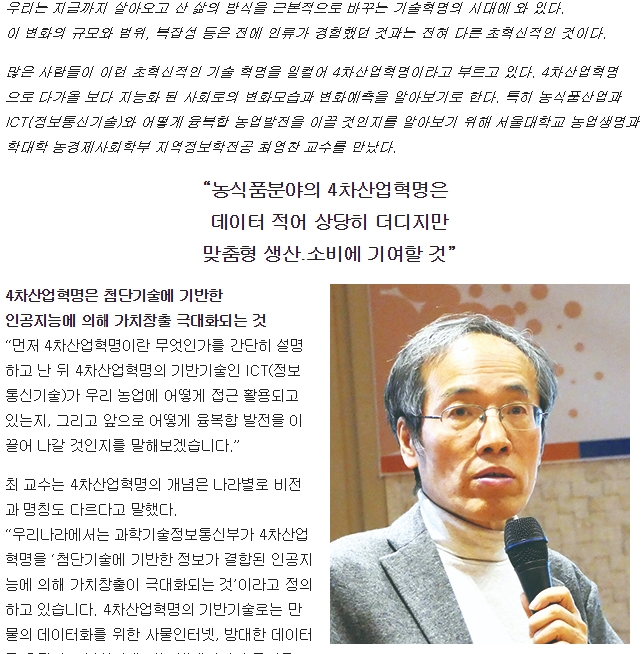 우리는 지금까지 살아오고 산 삶의 방식을 근본적으로 바꾸는 기술혁명의 시대에 와 있다.
이 변화의 규모와 범위, 복잡성 등은 전에 인류가 경험했던 것과는 전혀 다른 초혁신적인 것이다.
많은 사람들이 이런 초혁신적인 기술 혁명을 일컬어 4차산업혁명이라고 부르고 있다. 4차산업혁명
으로 다가올 보다 지능화 된 사회로의 변화모습과 변화예측을 알아보기로 한다. 특히 농식품산업과
ICT(정보통신기술)와 어떻게 융복합 농업발전을 이끌 것인지를 알아보기 위해 서울대학교 농업생명과
학대학 농경제사회학부 지역정보학전공 최영찬 교수를 만났다.
“농식품분야의 4차산업혁명은
데이터 적어 상당히 더디지만
맞춤형 생산.소비에 기여할 것”
4차산업혁명은 첨단기술에 기반한
인공지능에 의해 가치창출 극대화되는 것
“먼저 4차산업혁명이란 무엇인가를 간단히 설명
하고 난 뒤 4차산업혁명의 기반기술인 ICT(정보
통신기술)가 우리 농업에 어떻게 접근 활용되고
있는지, 그리고 앞으로 어떻게 융복합 발전을 이
끌어 나갈 것인지를 말해보겠습니다.”
최 교수는 4차산업혁명의 개념은 나라별로 비전
과 명칭도 다르다고 말했다.
“우리나라에서는 과학기술정보통신부가 4차산업
혁명을 ‘첨단기술에 기반한 정보가 결합된 인공지
능에 의해 가치창출이 극대화되는 것’이라고 정의
하고 있습니다. 4차산업혁명의 기반기술로는 만
물의 데이터화를 위한 사물인터넷, 방대한 데이터